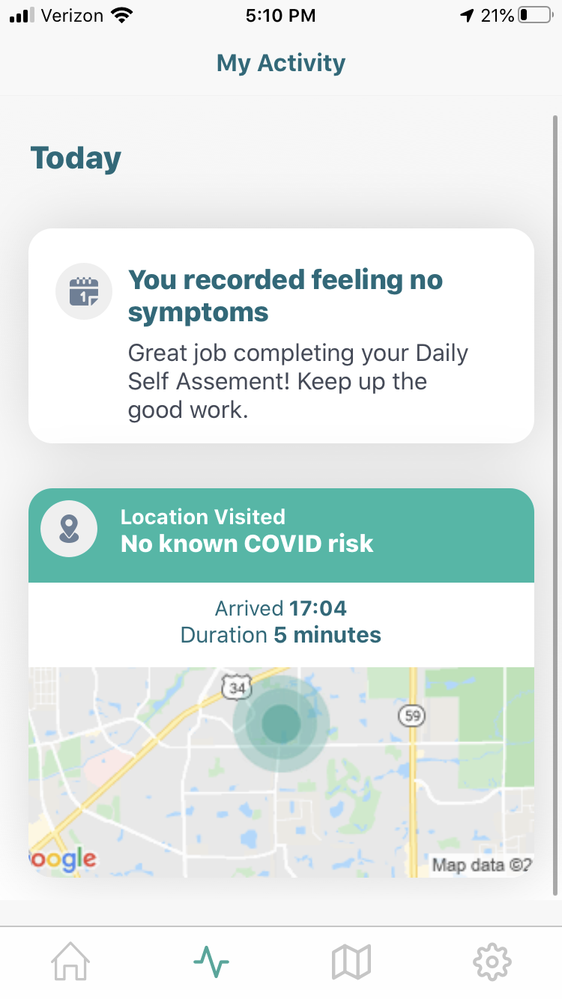 Verizon 5:10 PM 21%
My Activity
Today
1
You recorded feeling no
symptoms
Great job completing your Daily
Self Assement! Keep up the
good work.
Location Visited
No known COVID risk
Arrived 17:04
Duration 5 minutes
34
59
oogle
Map data ©2